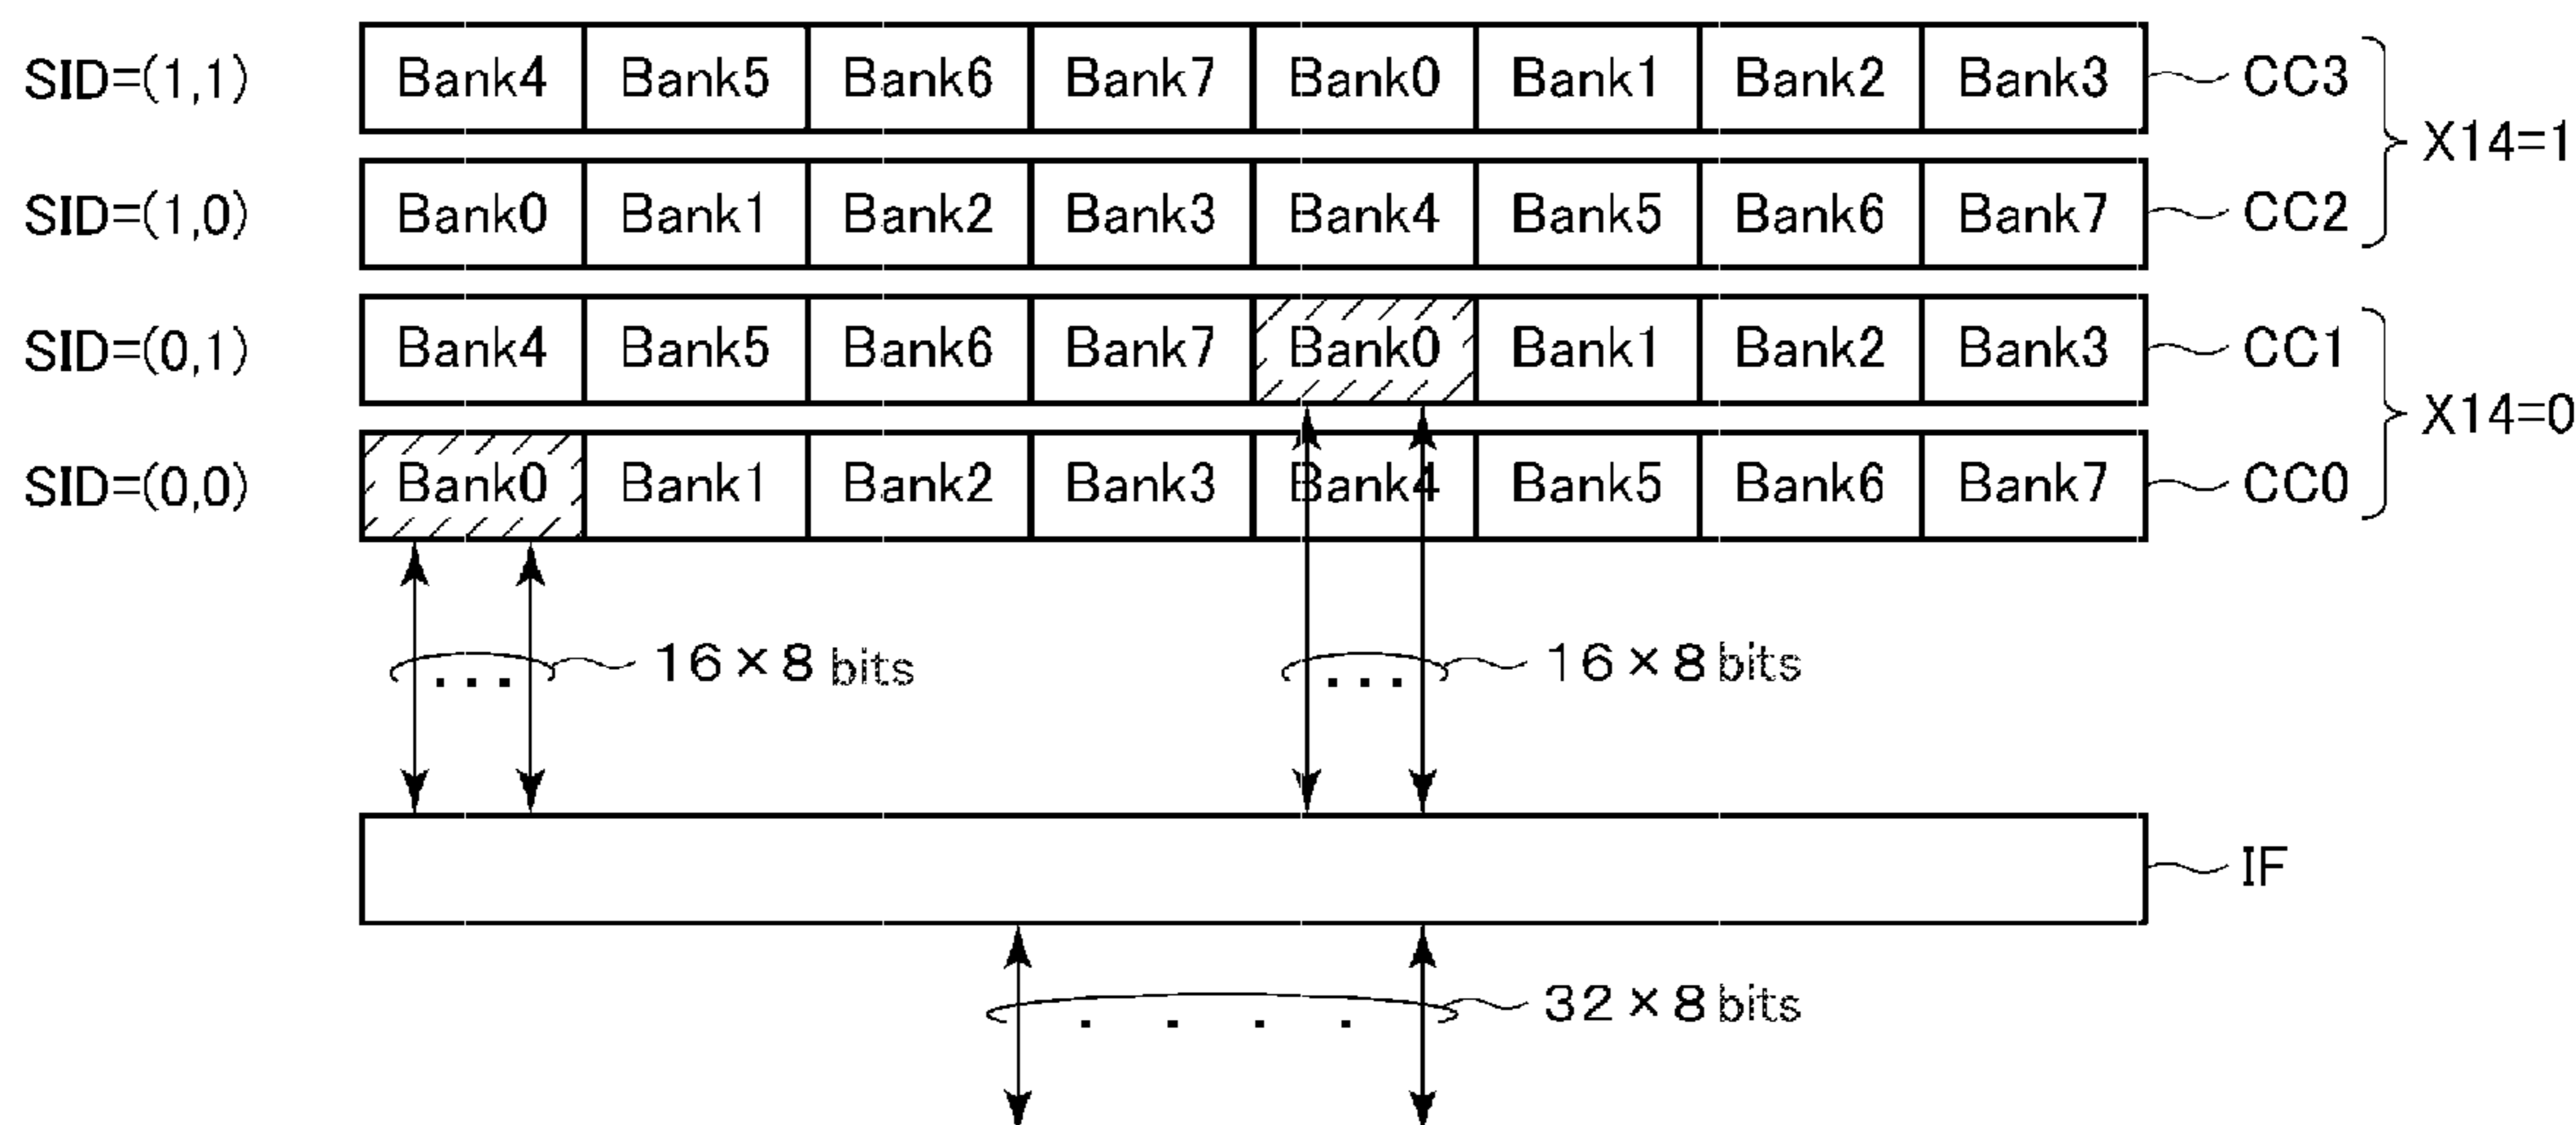 SID=(1,1) Bank4 Bank5 Bank6 Bank7 Bank0 Bank1 Bank2 Bank3 CC3
X14=1
SID=(1,0) Bank0 Bank1 Bank2 Bank3 Bank4 Bank5 Bank6 Bank7 CC2
SID=(0,1) Bank4 Bank5 Bank6 Bank7 Bank0 Bank1 Bank2 Bank3 CC1
X14=0
SID=(0,0) Bank0 Bank1 Bank2 Bank3 Bank4 Bank5 Bank6 Bank7 CC0
16×8 bits 16×8 bits
IF
32×8 bits